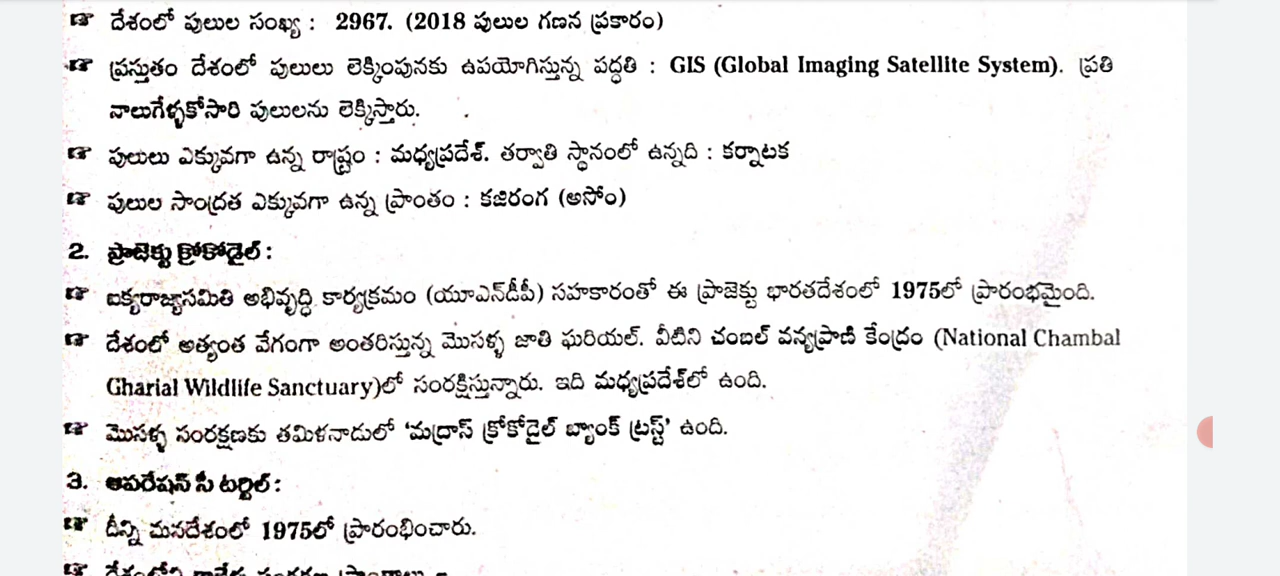 ☞ దేశంలో పులుల సంఖ్య : 2967. (2018 పులుల గణన ప్రకారం)
☞ ప్రస్తుతం దేశంలో పులులు లెక్కింపునకు ఉపయోగిస్తున్న పద్ధతి : GIS (Global Imaging Satellite System). ప్రతి
నాలుగేళ్ళకోసారి పులులను లెక్కిస్తారు.
☞ పులులు ఎక్కువగా ఉన్న రాష్ట్రం : మధ్యప్రదేశ్. తర్వాతి స్థానంలో ఉన్నది : కర్నాటక
☞ పులుల సాంద్రత ఎక్కువగా ఉన్న ప్రాంతం : కజిరంగ (అసోం)
2. ప్రాజెక్టు క్రోకోడైల్ :
☞ ఐక్యరాజ్యసమితి అభివృద్ధి కార్యక్రమం (యూఎన్‌డీపీ) సహకారంతో ఈ ప్రాజెక్టు భారతదేశంలో 1975లో ప్రారంభమైంది.
☞ దేశంలో అత్యంత వేగంగా అంతరిస్తున్న మొసళ్ళ జాతి ఘరియల్. వీటిని చంబల్ వన్యప్రాణి కేంద్రం (National Chambal
Gharial Wildlife Sanctuary)లో సంరక్షిస్తున్నారు. ఇది మధ్యప్రదేశ్‌లో ఉంది.
☞ మొసళ్ళ సంరక్షణకు తమిళనాడులో 'మద్రాస్ క్రోకోడైల్ బ్యాంక్ ట్రస్ట్' ఉంది.
3. ఆపరేషన్ సీ టర్టిల్ :
☞ దీన్ని మనదేశంలో 1975లో ప్రారంభించారు.